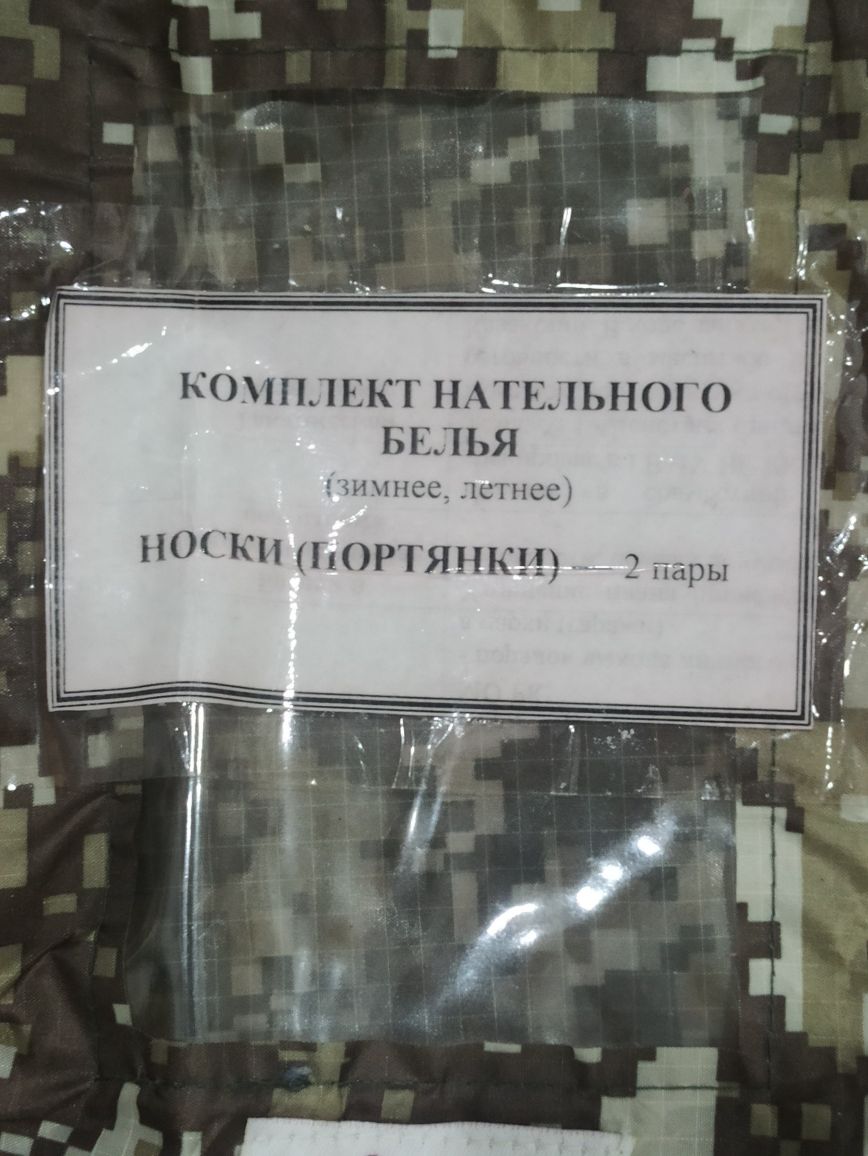 КОМПЛЕКТ НАТЕЛЬНОГО
БЕЛЬЯ
(зимнее, летнее)
НОСКИ (ПОРТЯНКИ) — 2 пары